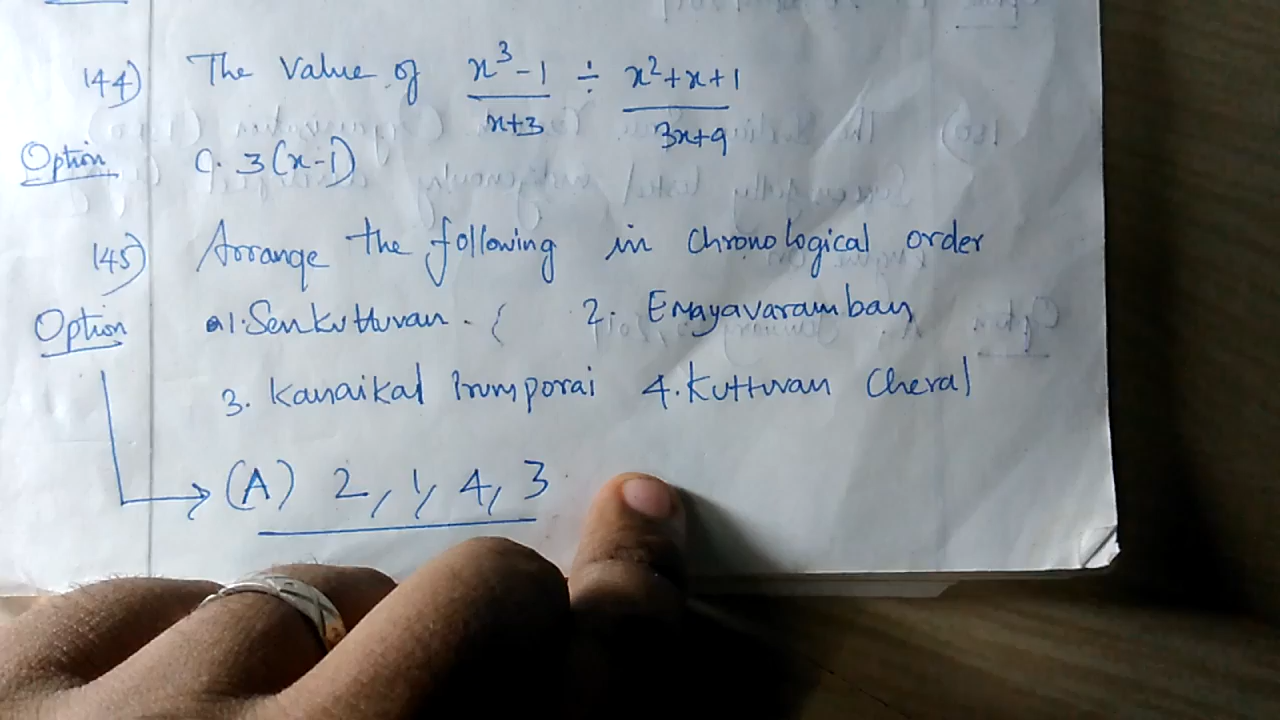 144) The value of x³-1/x+3 ÷ x²+x+1/3x+9
Option C. 3(x-1)
145) Arrange the following in chronological order
Option 1. Senkuttuvan. 2. Emayavaramban
3. Kanaikal Irumporai 4. Kuttuvan Cheral
(A) 2, 1, 4, 3